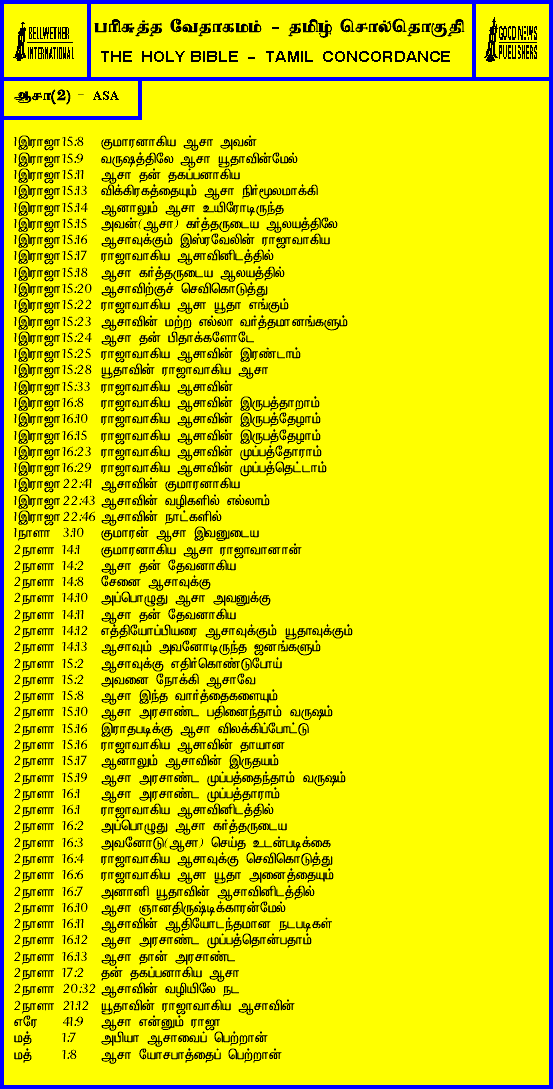 BELLWETHER
INTERNATIONAL
பரிசுத்த வேதாகமம் - தமிழ் சொல்தொகுதி
THE HOLY BIBLE - TAMIL CONCORDANCE
GOOD NEWS
PUBLISHERS
ஆசா(2) - ASA
1இராஜா 15:8 குமாரனாகிய ஆசா அவன்
1இராஜா 15:9 வருஷத்திலே ஆசா யூதாவின்மேல்
1இராஜா 15:11 ஆசா தன் தகப்பனாகிய
1இராஜா 15:13 விக்கிரகத்தையும் ஆசா நிர்மூலமாக்கி
1இராஜா 15:14 ஆனாலும் ஆசா உயிரோடிருந்த
1இராஜா 15:15 அவன்(ஆசா) கர்த்தருடைய ஆலயத்திலே
1இராஜா 15:16 ஆசாவுக்கும் இஸ்ரவேலின் ராஜாவாகிய
1இராஜா 15:17 ராஜாவாகிய ஆசாவினிடத்தில்
1இராஜா 15:18 ஆசா கர்த்தருடைய ஆலயத்தில்
1இராஜா 15:20 ஆசாவிற்குச் செவிகொடுத்து
1இராஜா 15:22 ராஜாவாகிய ஆசா யூதா எங்கும்
1இராஜா 15:23 ஆசாவின் மற்ற எல்லா வர்த்தமானங்களும்
1இராஜா 15:24 ஆசா தன் பிதாக்களோடே
1இராஜா 15:25 ராஜாவாகிய ஆசாவின் இரண்டாம்
1இராஜா 15:28 யூதாவின் ராஜாவாகிய ஆசா
1இராஜா 15:33 ராஜாவாகிய ஆசாவின்
1இராஜா 16:8 ராஜாவாகிய ஆசாவின் இருபத்தாறாம்
1இராஜா 16:10 ராஜாவாகிய ஆசாவின் இருபத்தேழாம்
1இராஜா 16:15 ராஜாவாகிய ஆசாவின் இருபத்தேழாம்
1இராஜா 16:23 ராஜாவாகிய ஆசாவின் முப்பத்தோராம்
1இராஜா 16:29 ராஜாவாகிய ஆசாவின் முப்பத்தெட்டாம்
1இராஜா 22:41 ஆசாவின் குமாரனாகிய
1இராஜா 22:43 ஆசாவின் வழிகளில் எல்லாம்
1இராஜா 22:46 ஆசாவின் நாட்களில்
1நாளா 3:10 குமாரன் ஆசா இவனுடைய
2நாளா 14:1 குமாரனாகிய ஆசா ராஜாவானான்
2நாளா 14:2 ஆசா தன் தேவனாகிய
2நாளா 14:8 சேனை ஆசாவுக்கு
2நாளா 14:10 அப்பொழுது ஆசா அவனுக்கு
2நாளா 14:11 ஆசா தன் தேவனாகிய
2நாளா 14:12 எத்தியோப்பியரை ஆசாவுக்கும் யூதாவுக்கும்
2நாளா 14:13 ஆசாவும் அவனோடிருந்த ஜனங்களும்
2நாளா 15:2 ஆசாவுக்கு எதிர்கொண்டுபோய்
2நாளா 15:2 அவனை நோக்கி ஆசாவே
2நாளா 15:8 ஆசா இந்த வார்த்தைகளையும்
2நாளா 15:10 ஆசா அரசாண்ட பதினைந்தாம் வருஷம்
2நாளா 15:16 இராதபடிக்கு ஆசா விலக்கிப்போட்டு
2நாளா 15:16 ராஜாவாகிய ஆசாவின் தாயான
2நாளா 15:17 ஆனாலும் ஆசாவின் இருதயம்
2நாளா 15:19 ஆசா அரசாண்ட முப்பத்தைந்தாம் வருஷம்
2நாளா 16:1 ஆசா அரசாண்ட முப்பத்தாராம்
2நாளா 16:1 ராஜாவாகிய ஆசாவினிடத்தில்
2நாளா 16:2 அப்பொழுது ஆசா கர்த்தருடைய
2நாளா 16:3 அவனோடு(ஆசா) செய்த உடன்படிக்கை
2நாளா 16:4 ராஜாவாகிய ஆசாவுக்கு செவிகொடுத்து
2நாளா 16:6 ராஜாவாகிய ஆசா யூதா அனைத்தையும்
2நாளா 16:7 அனானி யூதாவின் ஆசாவினிடத்தில்
2நாளா 16:10 ஆசா ஞானதிருஷ்டிக்காரன்மேல்
2நாளா 16:11 ஆசாவின் ஆதியோடந்தமான நடபடிகள்
2நாளா 16:12 ஆசா அரசாண்ட முப்பத்தொன்பதாம்
2நாளா 16:13 ஆசா தான் அரசாண்ட
2நாளா 17:2 தன் தகப்பனாகிய ஆசா
2நாளா 20:32 ஆசாவின் வழியிலே நட
2நாளா 21:12 யூதாவின் ராஜாவாகிய ஆசாவின்
எரே 41:9 ஆசா என்னும் ராஜா
மத் 1:7 அபியா ஆசாவைப் பெற்றான்
மத் 1:8 ஆசா யோசபாத்தைப் பெற்றான்